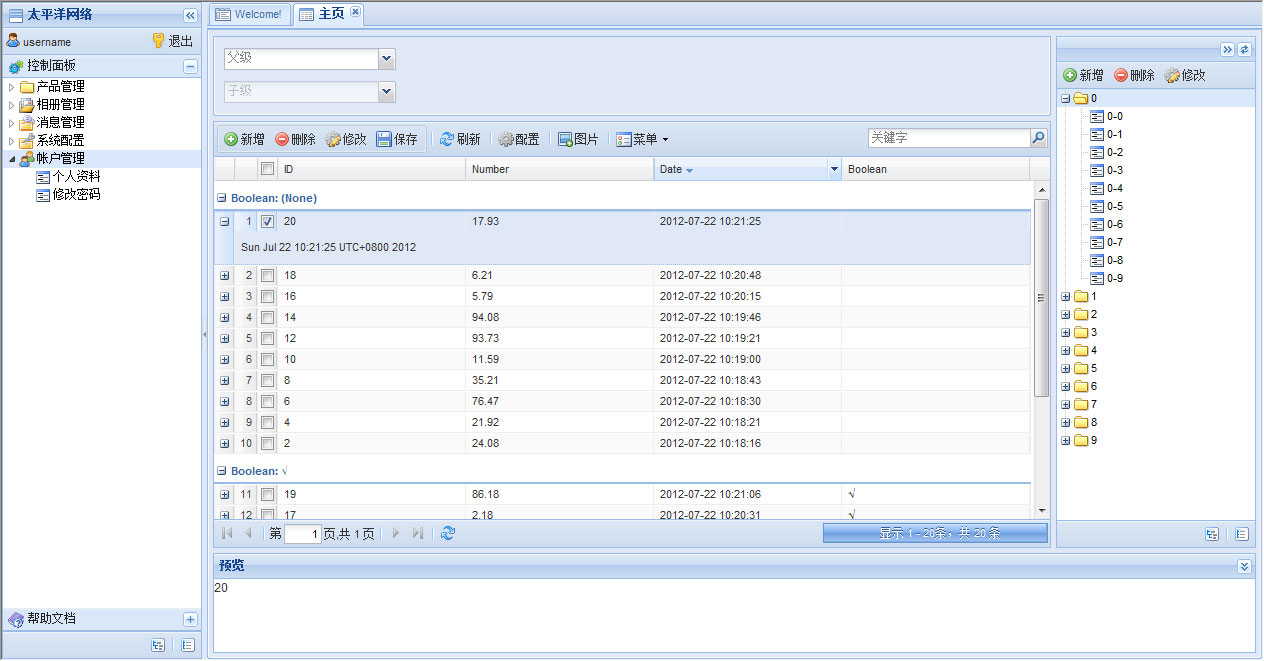 太平洋网络
username 退出
控制面板
产品管理
相册管理
消息管理
系统配置
帐户管理
个人资料
修改密码
帮助文档
Welcome! 主页
父级
子级
新增 删除 修改 保存 刷新 配置 图片 菜单 关键字
ID Number Date Boolean
Boolean: (None)
1 20 17.93 2012-07-22 10:21:25
Sun Jul 22 10:21:25 UTC+0800 2012
2 18 6.21 2012-07-22 10:20:48
3 16 5.79 2012-07-22 10:20:15
4 14 94.08 2012-07-22 10:19:46
5 12 93.73 2012-07-22 10:19:21
6 10 11.59 2012-07-22 10:19:00
7 8 35.21 2012-07-22 10:18:43
8 6 76.47 2012-07-22 10:18:30
9 4 21.92 2012-07-22 10:18:21
10 2 24.08 2012-07-22 10:18:16
Boolean: √
11 19 86.18 2012-07-22 10:21:06 √
12 17 2.18 2012-07-22 10:20:31 √
第 1 页,共 1 页 显示 1 - 20条，共 20 条
预览
20
新增 删除 修改
0
0-0
0-1
0-2
0-3
0-4
0-5
0-6
0-7
0-8
0-9
1
2
3
4
5
6
7
8
9